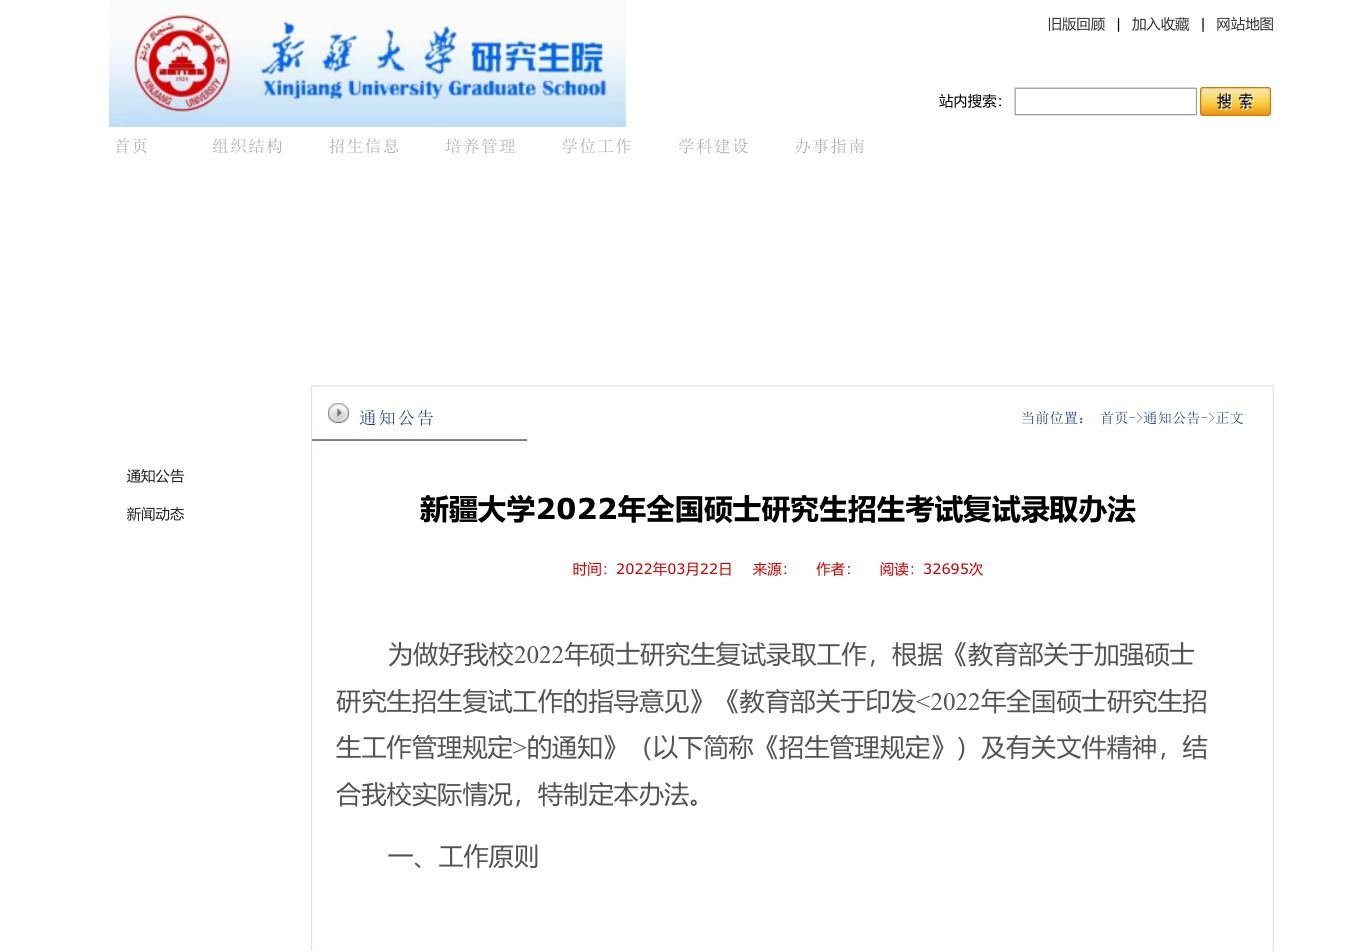 旧版回顾 | 加入收藏 | 网站地图
新疆大学研究生院
Xinjiang University Graduate School
XINJIANG UNIVERSITY
1924
站内搜索：
搜 索
首页 组织结构 招生信息 培养管理 学位工作 学科建设 办事指南
通知公告
当前位置： 首页->通知公告->正文
通知公告
新闻动态
新疆大学2022年全国硕士研究生招生考试复试录取办法
时间：2022年03月22日 来源： 作者： 阅读：32695次
为做好我校2022年硕士研究生复试录取工作，根据《教育部关于加强硕士
研究生招生复试工作的指导意见》《教育部关于印发<2022年全国硕士研究生招
生工作管理规定>的通知》（以下简称《招生管理规定》）及有关文件精神，结
合我校实际情况，特制定本办法。
一、工作原则